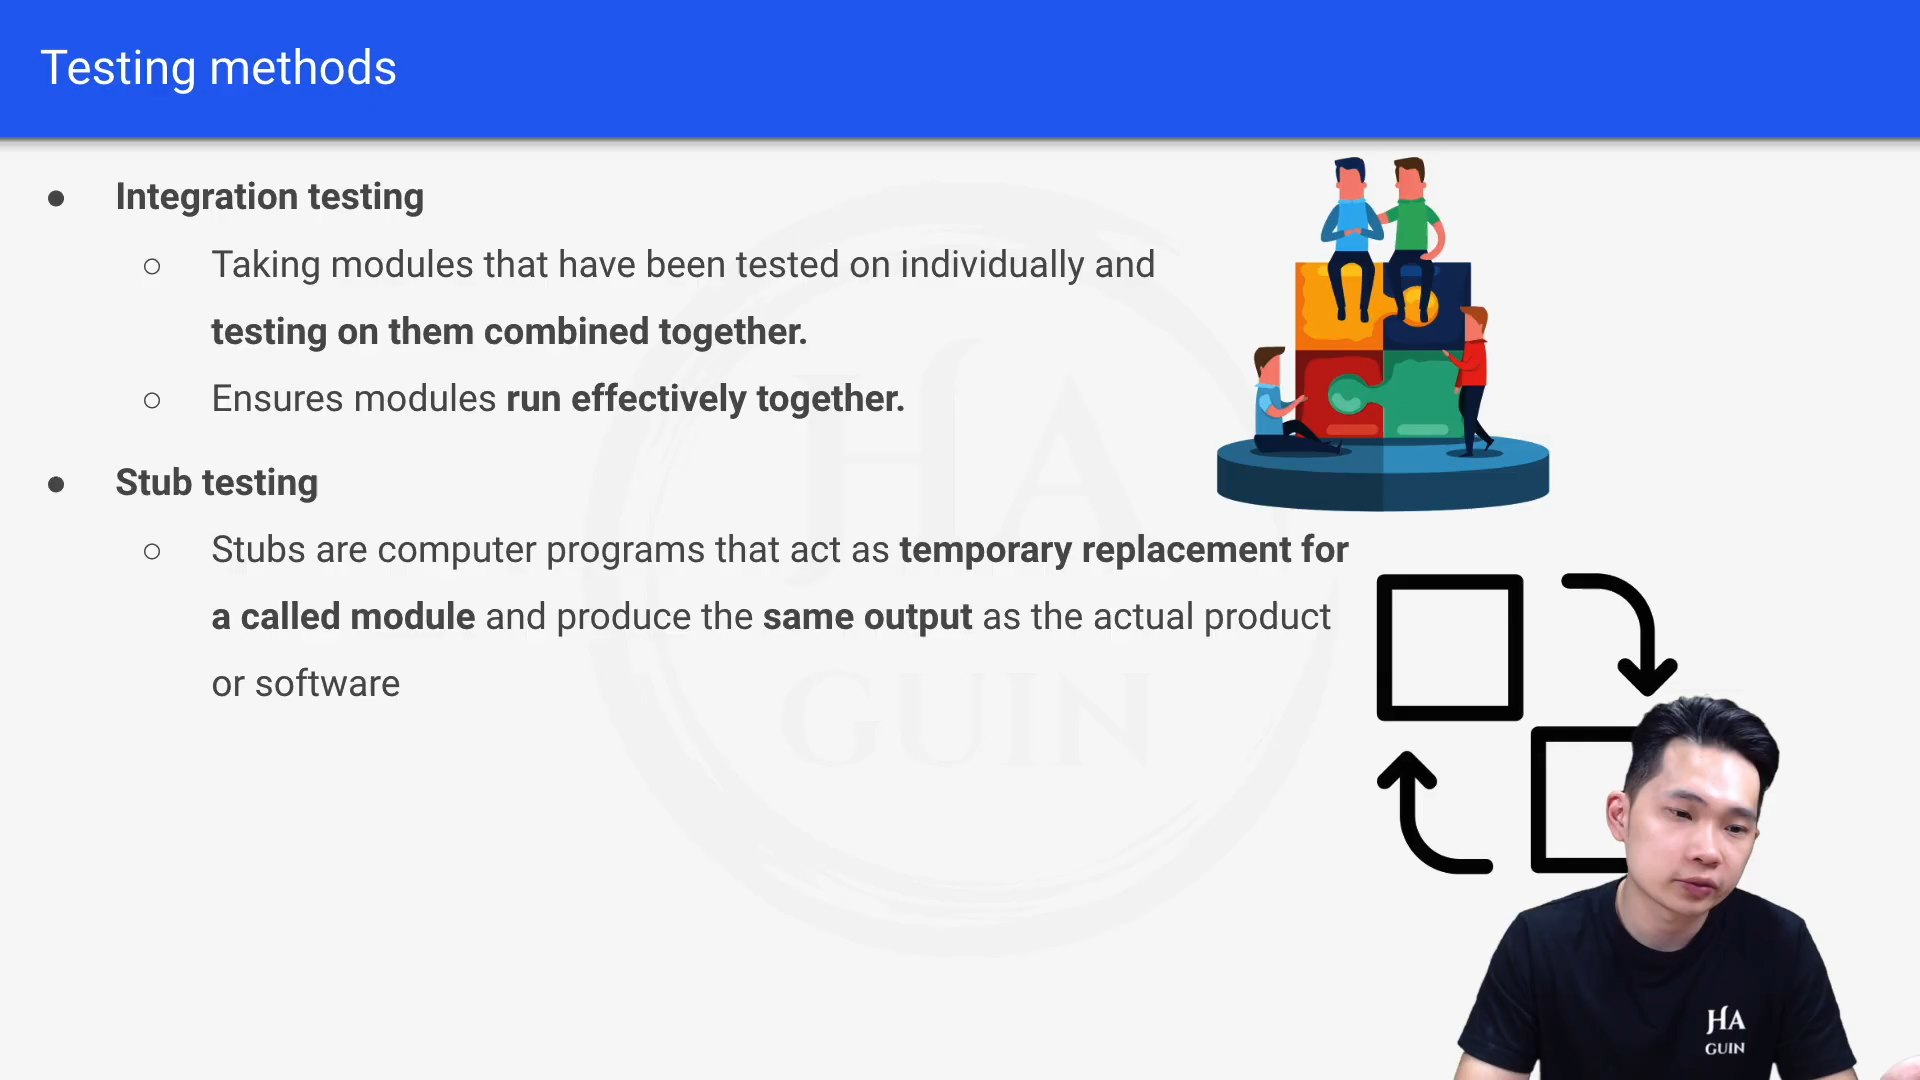 Testing methods
Integration testing
Taking modules that have been tested on individually and
testing on them combined together.
Ensures modules run effectively together.
Stub testing
Stubs are computer programs that act as temporary replacement for
a called module and produce the same output as the actual product
or software
HA
GUIN
HA
GUIN